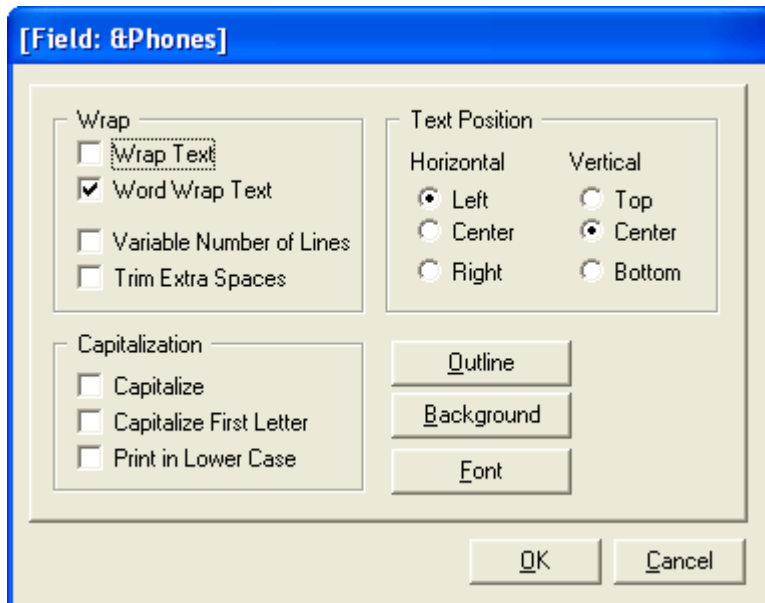 [Field: &Phones]
Wrap
Wrap Text
Word Wrap Text
Variable Number of Lines
Trim Extra Spaces
Text Position
Horizontal Vertical
Left Top
Center Center
Right Bottom
Capitalization
Capitalize
Capitalize First Letter
Print in Lower Case
Outline
Background
Font
OK Cancel